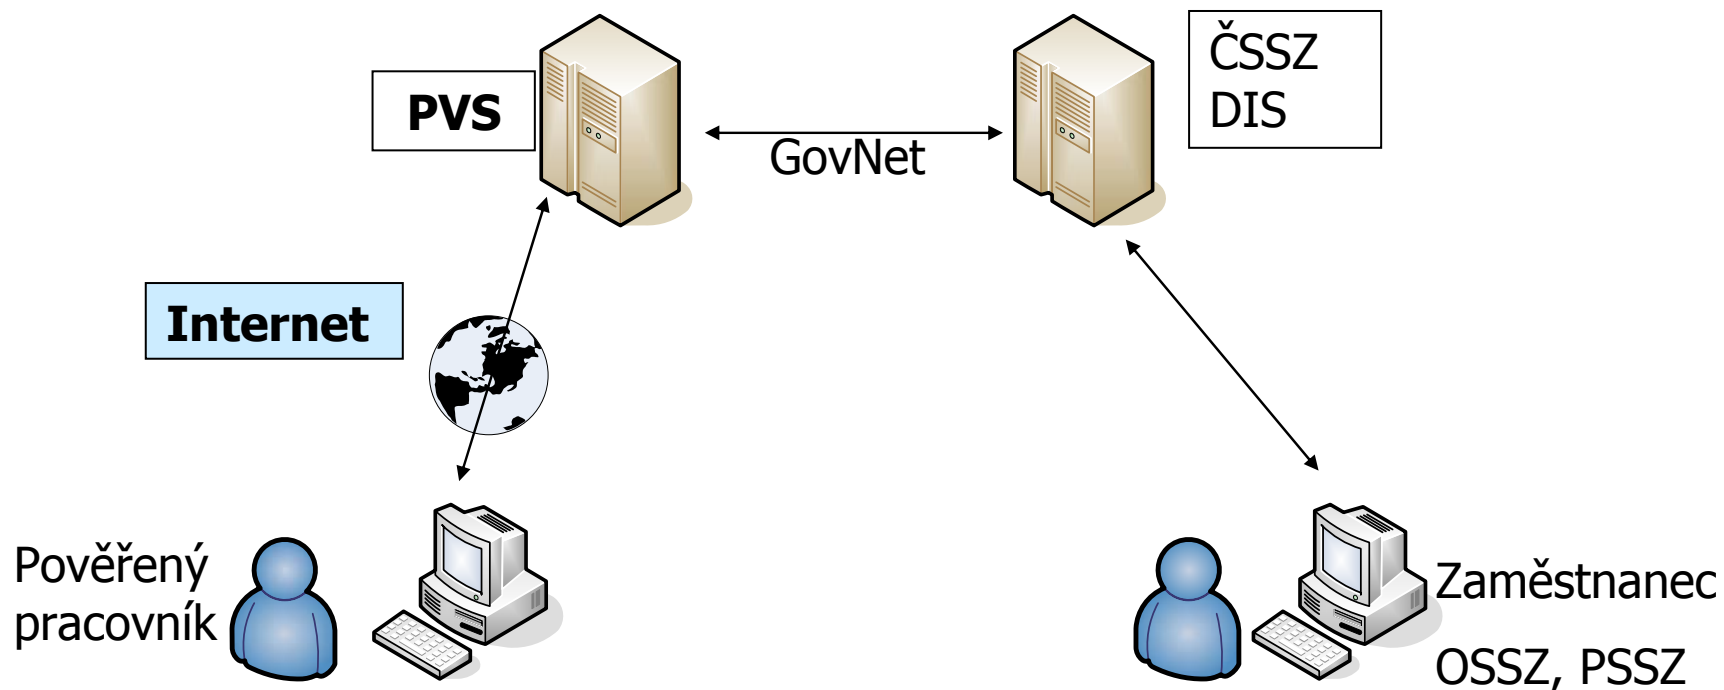 PVS
GovNet
ČSSZ
DIS
Internet
Pověřený
pracovník
Zaměstnanec
OSSZ, PSSZ